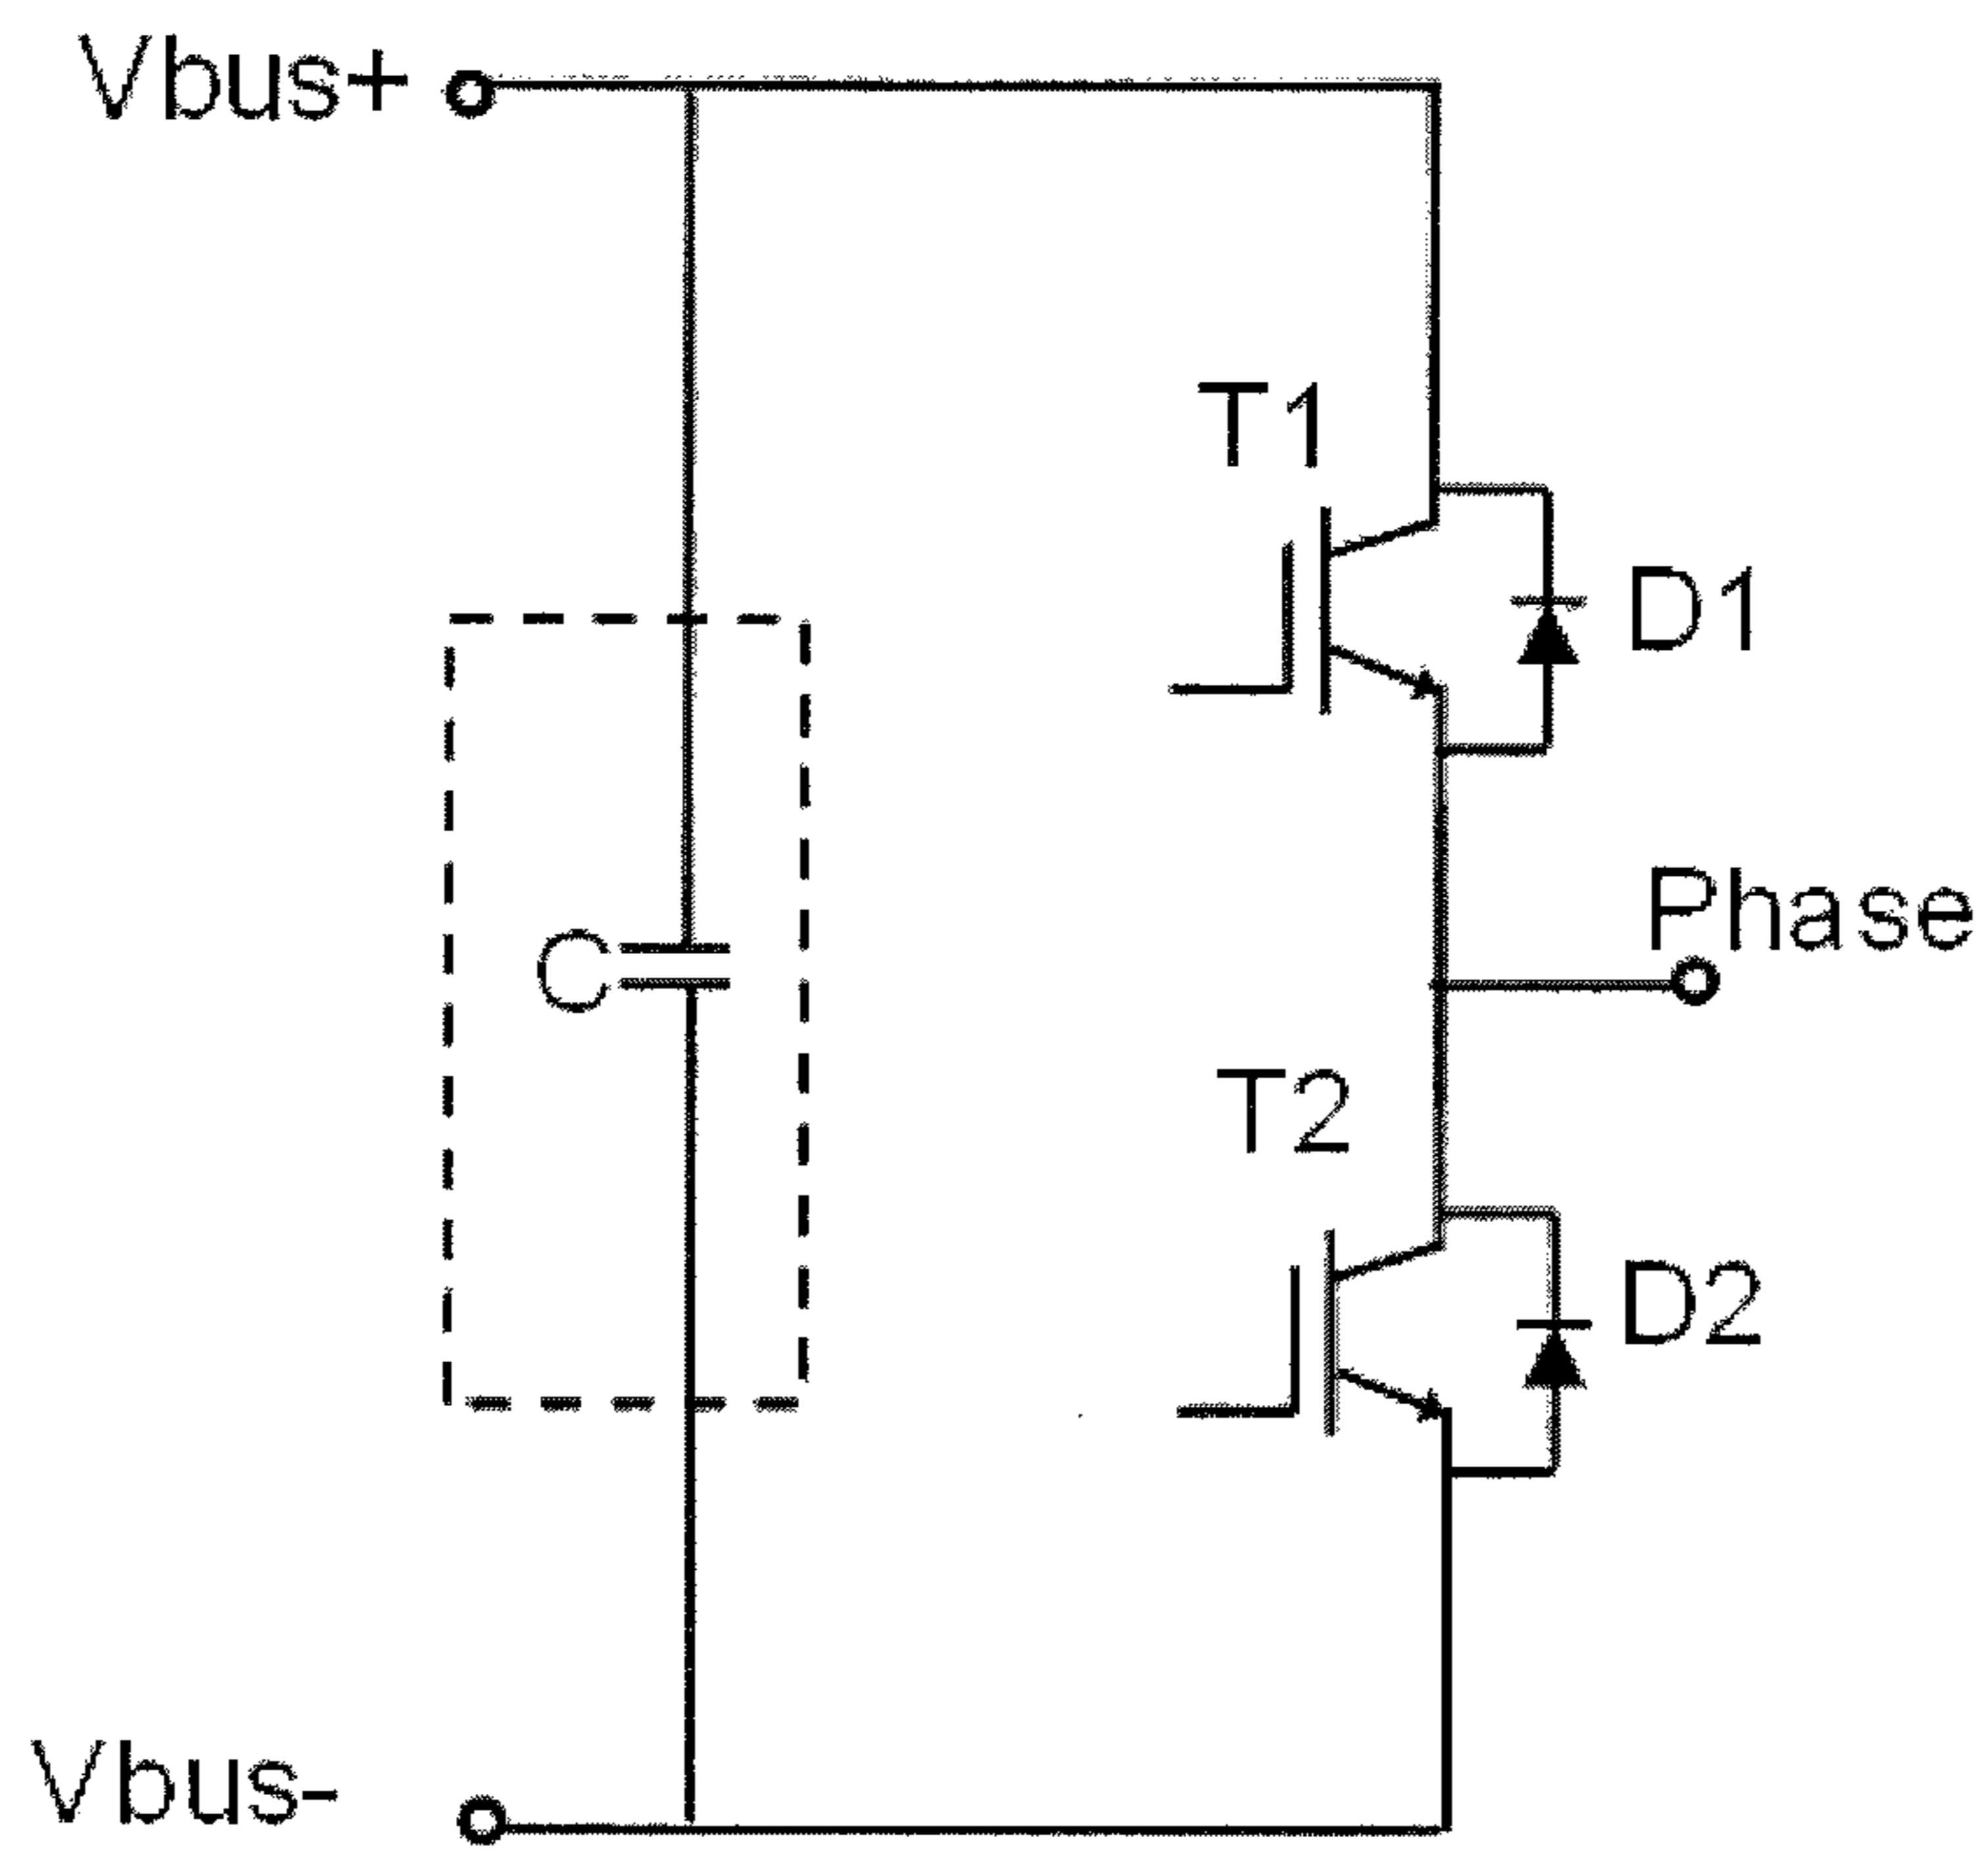 Vbus+
T1
D1
Phase
C
T2
D2
Vbus-